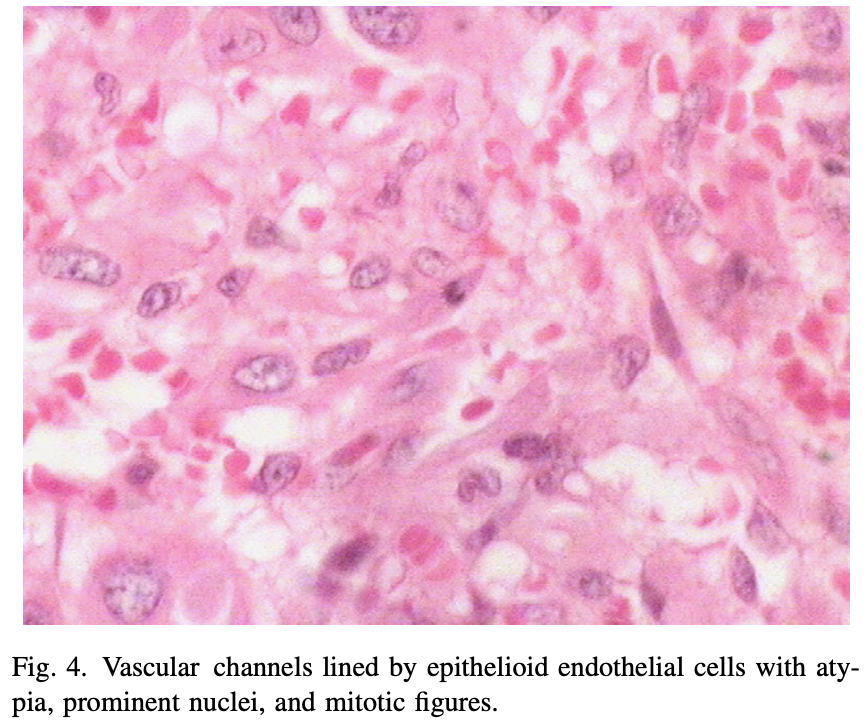 Fig. 4. Vascular channels lined by epithelioid endothelial cells with aty-
pia, prominent nuclei, and mitotic figures.